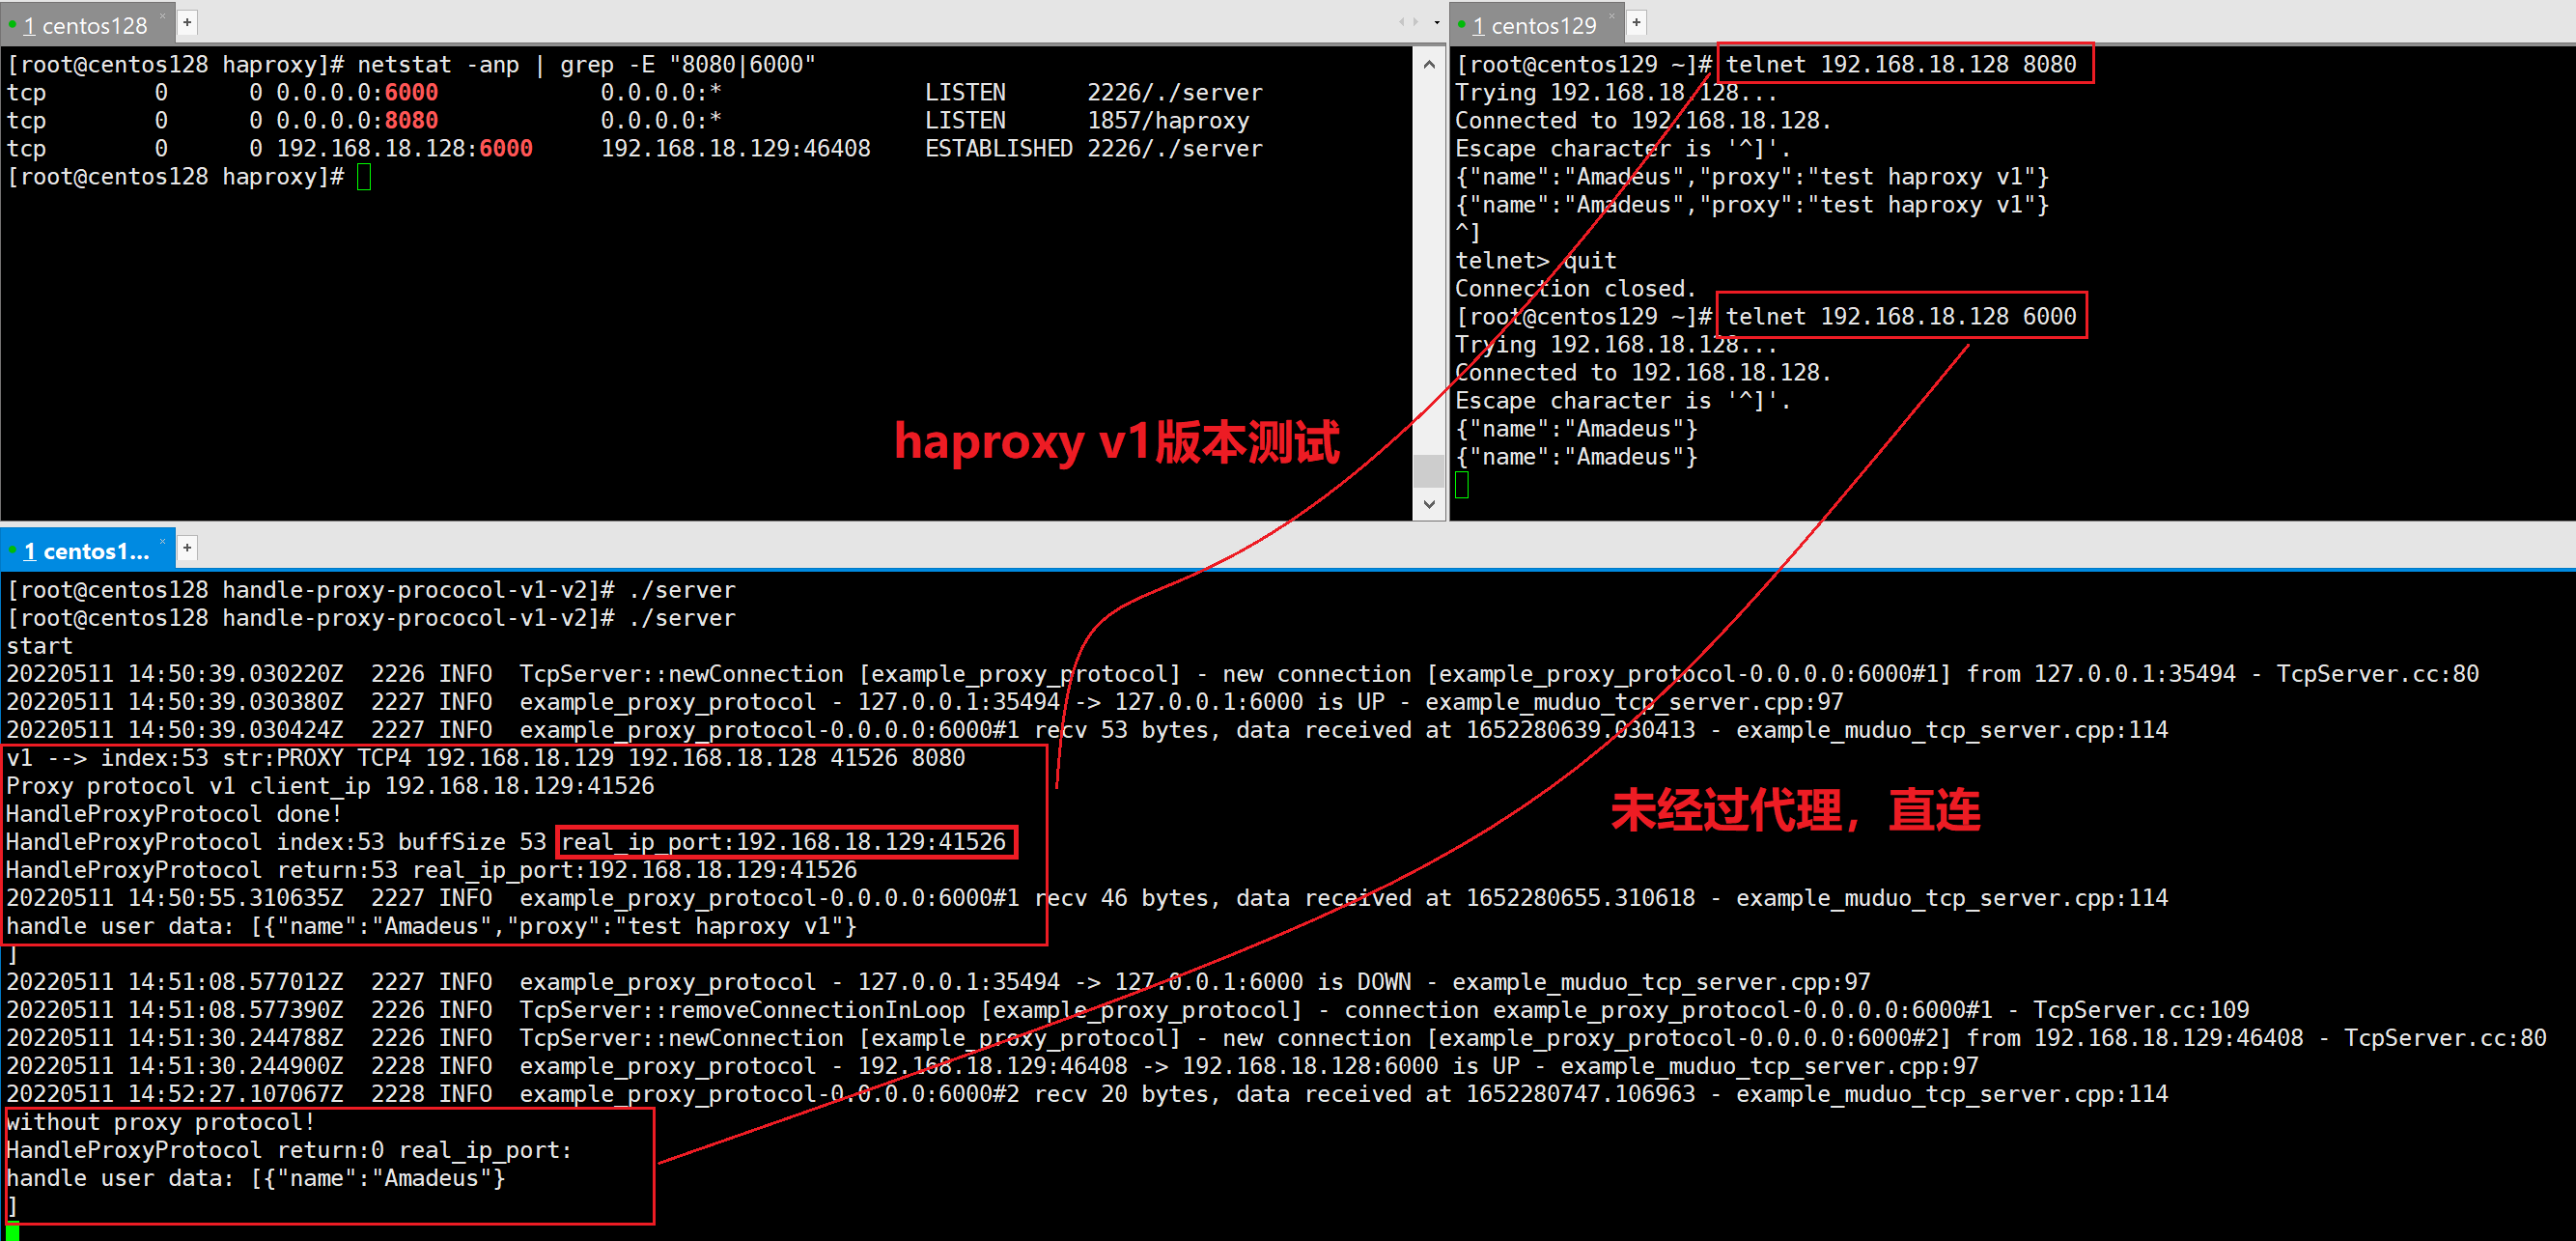 1 centos128
[root@centos128 haproxy]# netstat -anp | grep -E "8080|6000"
tcp        0      0 0.0.0.0:6000            0.0.0.0:*               LISTEN      2226/./server
tcp        0      0 0.0.0.0:8080            0.0.0.0:*               LISTEN      1857/haproxy
tcp        0      0 192.168.18.128:6000     192.168.18.129:46408    ESTABLISHED 2226/./server
[root@centos128 haproxy]#
haproxy v1版本测试
1 centos129
[root@centos129 ~]# telnet 192.168.18.128 8080
Trying 192.168.18.128...
Connected to 192.168.18.128.
Escape character is '^]'.
{"name":"Amadeus","proxy":"test haproxy v1"}
{"name":"Amadeus","proxy":"test haproxy v1"}
^]
telnet> quit
Connection closed.
[root@centos129 ~]# telnet 192.168.18.128 6000
Trying 192.168.18.128...
Connected to 192.168.18.128.
Escape character is '^]'.
{"name":"Amadeus"}
{"name":"Amadeus"}
1 centos1...
[root@centos128 handle-proxy-prococol-v1-v2]# ./server
[root@centos128 handle-proxy-prococol-v1-v2]# ./server
start
20220511 14:50:39.030220Z  2226 INFO  TcpServer::newConnection [example_proxy_protocol] - new connection [example_proxy_protocol-0.0.0.0:6000#1] from 127.0.0.1:35494 - TcpServer.cc:80
20220511 14:50:39.030380Z  2227 INFO  example_proxy_protocol - 127.0.0.1:35494 -> 127.0.0.1:6000 is UP - example_muduo_tcp_server.cpp:97
20220511 14:50:39.030424Z  2227 INFO  example_proxy_protocol-0.0.0.0:6000#1 recv 53 bytes, data received at 1652280639.030413 - example_muduo_tcp_server.cpp:114
v1 --> index:53 str:PROXY TCP4 192.168.18.129 192.168.18.128 41526 8080
Proxy protocol v1 client_ip 192.168.18.129:41526
HandleProxyProtocol done!
HandleProxyProtocol index:53 buffSize 53 real_ip_port:192.168.18.129:41526
HandleProxyProtocol return:53 real_ip_port:192.168.18.129:41526
20220511 14:50:55.310635Z  2227 INFO  example_proxy_protocol-0.0.0.0:6000#1 recv 46 bytes, data received at 1652280655.310618 - example_muduo_tcp_server.cpp:114
handle user data: [{"name":"Amadeus","proxy":"test haproxy v1"}
]
未经过代理，直连
20220511 14:51:08.577012Z  2227 INFO  example_proxy_protocol - 127.0.0.1:35494 -> 127.0.0.1:6000 is DOWN - example_muduo_tcp_server.cpp:97
20220511 14:51:08.577390Z  2226 INFO  TcpServer::removeConnectionInLoop [example_proxy_protocol] - connection example_proxy_protocol-0.0.0.0:6000#1 - TcpServer.cc:109
20220511 14:51:30.244788Z  2226 INFO  TcpServer::newConnection [example_proxy_protocol] - new connection [example_proxy_protocol-0.0.0.0:6000#2] from 192.168.18.129:46408 - TcpServer.cc:80
20220511 14:51:30.244900Z  2228 INFO  example_proxy_protocol - 192.168.18.129:46408 -> 192.168.18.128:6000 is UP - example_muduo_tcp_server.cpp:97
20220511 14:52:27.107067Z  2228 INFO  example_proxy_protocol-0.0.0.0:6000#2 recv 20 bytes, data received at 1652280747.106963 - example_muduo_tcp_server.cpp:114
without proxy protocol!
HandleProxyProtocol return:0 real_ip_port:
handle user data: [{"name":"Amadeus"}
]